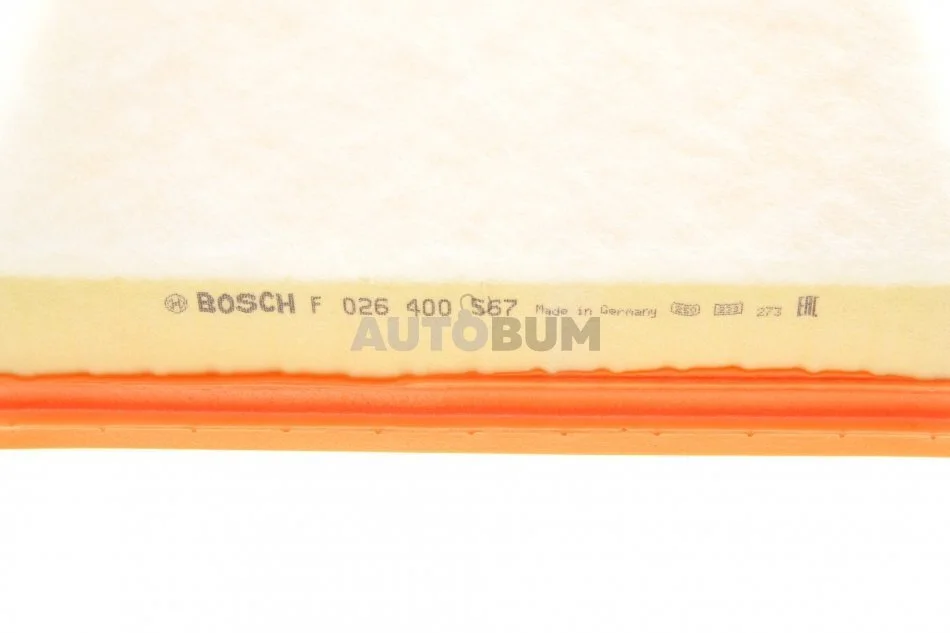 BOSCH F 026 400 567 Made in Germany 273 EAC
AUTOBUM